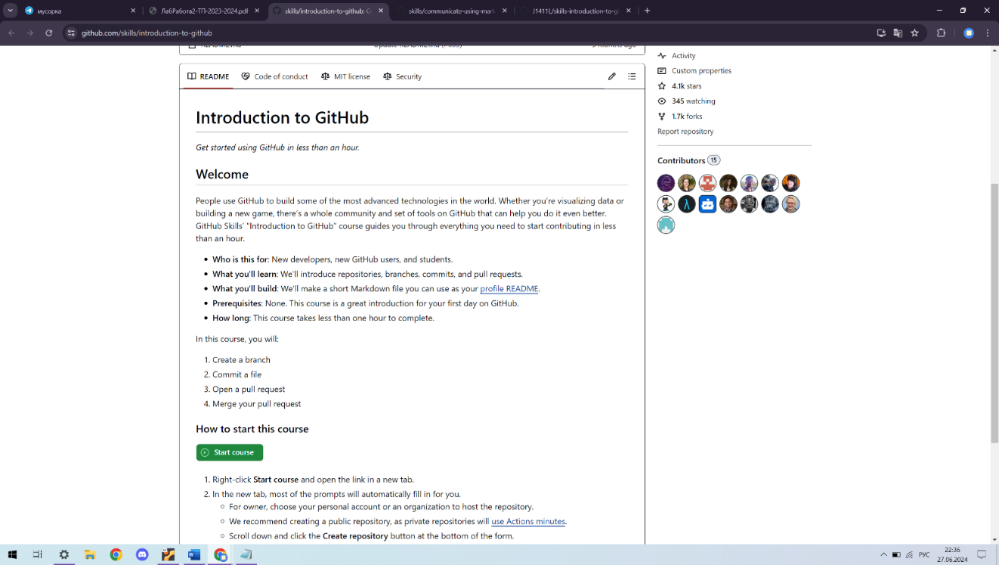 мусорка
Ла6Работа2-ТП-2023-2024.pdf
skills/introduction-to-github: G
skills/communicate-using-mark
J1411L/skills-introduction-to-gi
github.com/skills/introduction-to-github
README.md
Update README.md
Activity
Custom properties
4.1k stars
345 watching
1.7k forks
Report repository
Contributors 15
README
Code of conduct
MIT license
Security
Introduction to GitHub
Get started using GitHub in less than an hour.
Welcome
People use GitHub to build some of the most advanced technologies in the world. Whether you're visualizing data or
building a new game, there's a whole community and set of tools on GitHub that can help you do it even better.
GitHub Skills' "Introduction to GitHub" course guides you through everything you need to start contributing in less
than an hour.
• Who is this for: New developers, new GitHub users, and students.
• What you'll learn: We'll introduce repositories, branches, commits, and pull requests.
• What you'll build: We'll make a short Markdown file you can use as your profile README.
• Prerequisites: None. This course is a great introduction for your first day on GitHub.
• How long: This course takes less than one hour to complete.
In this course, you will:
1. Create a branch
2. Commit a file
3. Open a pull request
4. Merge your pull request
How to start this course
Start course
1. Right-click Start course and open the link in a new tab.
2. In the new tab, most of the prompts will automatically fill in for you.
◦ For owner, choose your personal account or an organization to host the repository.
◦ We recommend creating a public repository, as private repositories will use Actions minutes.
◦ Scroll down and click the Create repository button at the bottom of the form.
РУС
22:36
27.06.2024